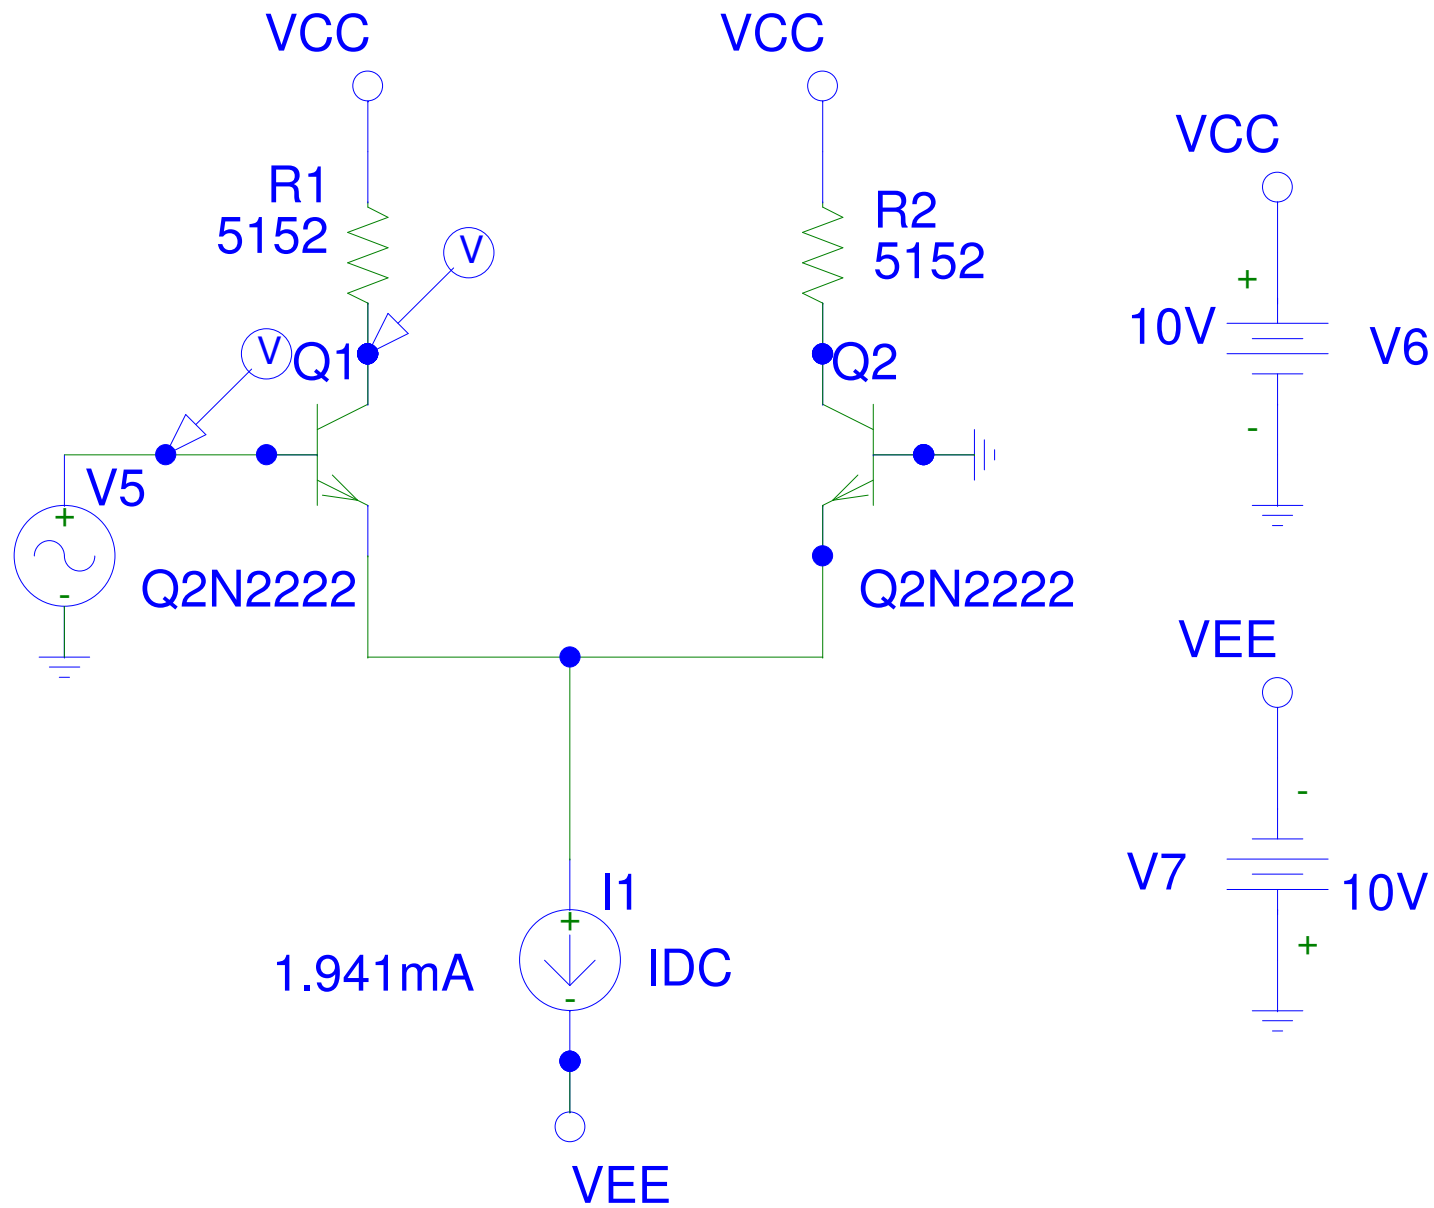 VCC
VCC
VCC
R1
5152
V
R2
5152
+
10V
V6
-
V
Q1
Q2
V5
+
-
Q2N2222
Q2N2222
VEE
-
V7
10V
+
I1
+
1.941mA
IDC
-
VEE